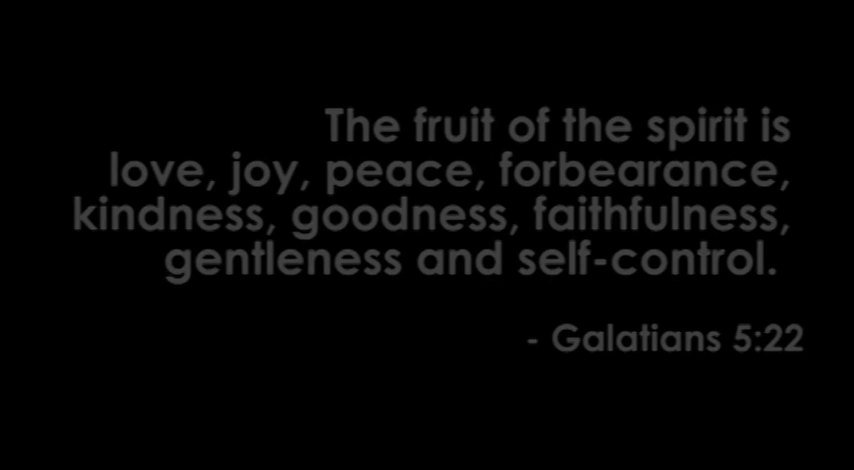 The fruit of the spirit is
love, joy, peace, forbearance,
kindness, goodness, faithfulness,
gentleness and self-control.
- Galatians 5:22